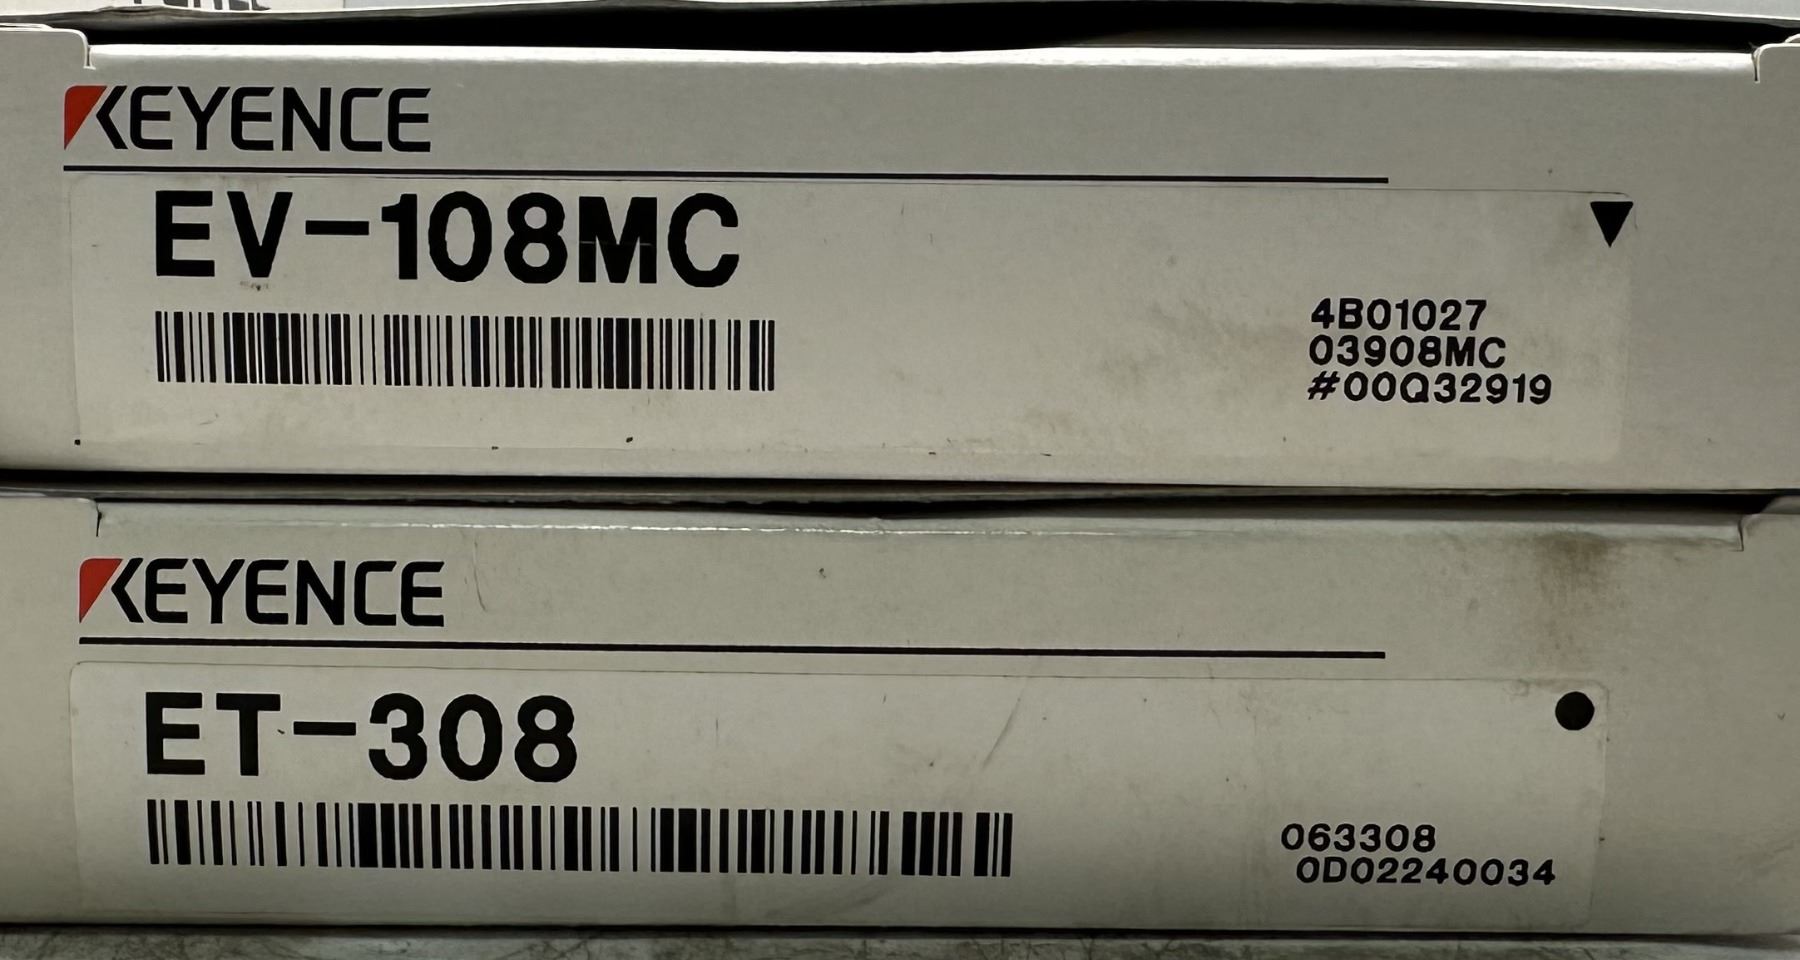 KEYENCE
EV-108MC
4B01027
03908MC
#00Q32919
KEYENCE
ET-308
063308
0D02240034